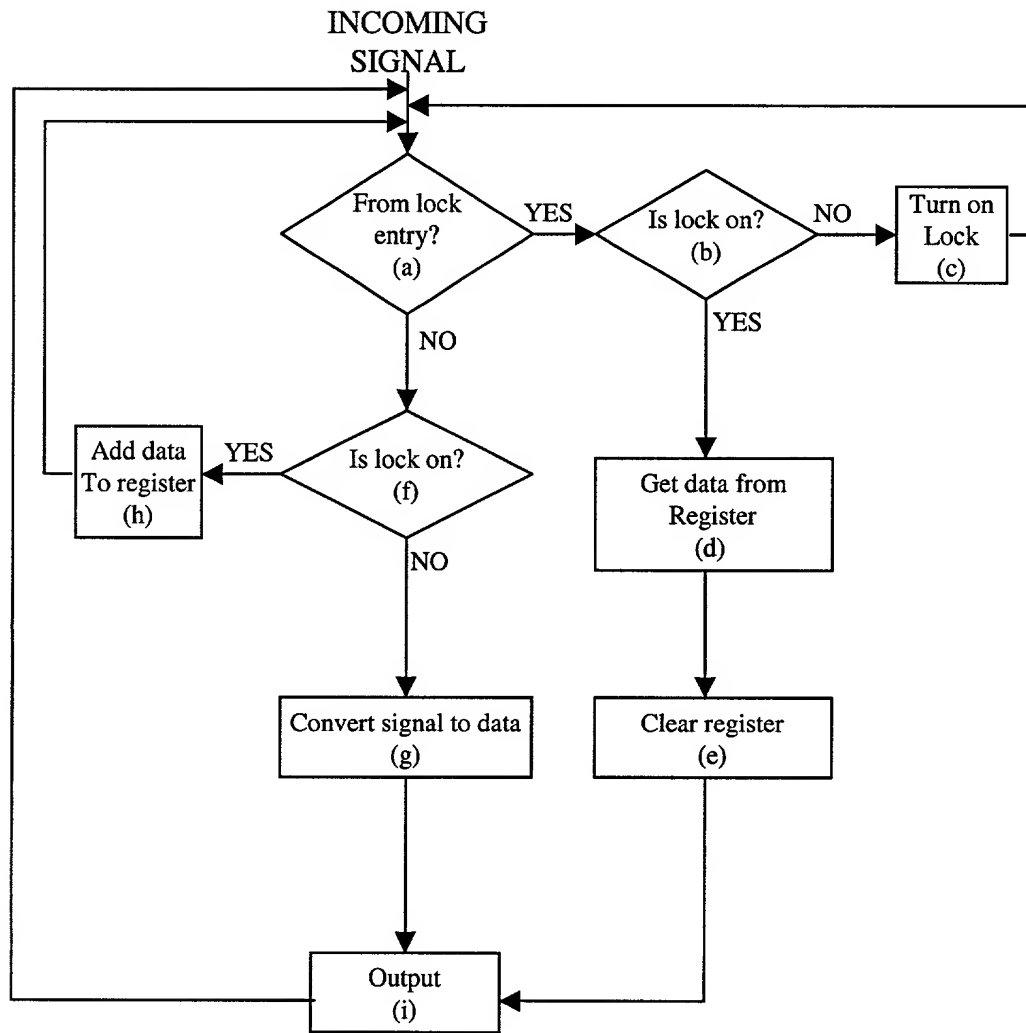 INCOMING
SIGNAL
From lock
entry?
(a)
YES
Is lock on?
(b)
NO
Turn on
Lock
(c)
NO
YES
Add data
To register
(h)
YES
Is lock on?
(f)
NO
Get data from
Register
(d)
Convert signal to data
(g)
Clear register
(e)
Output
(i)